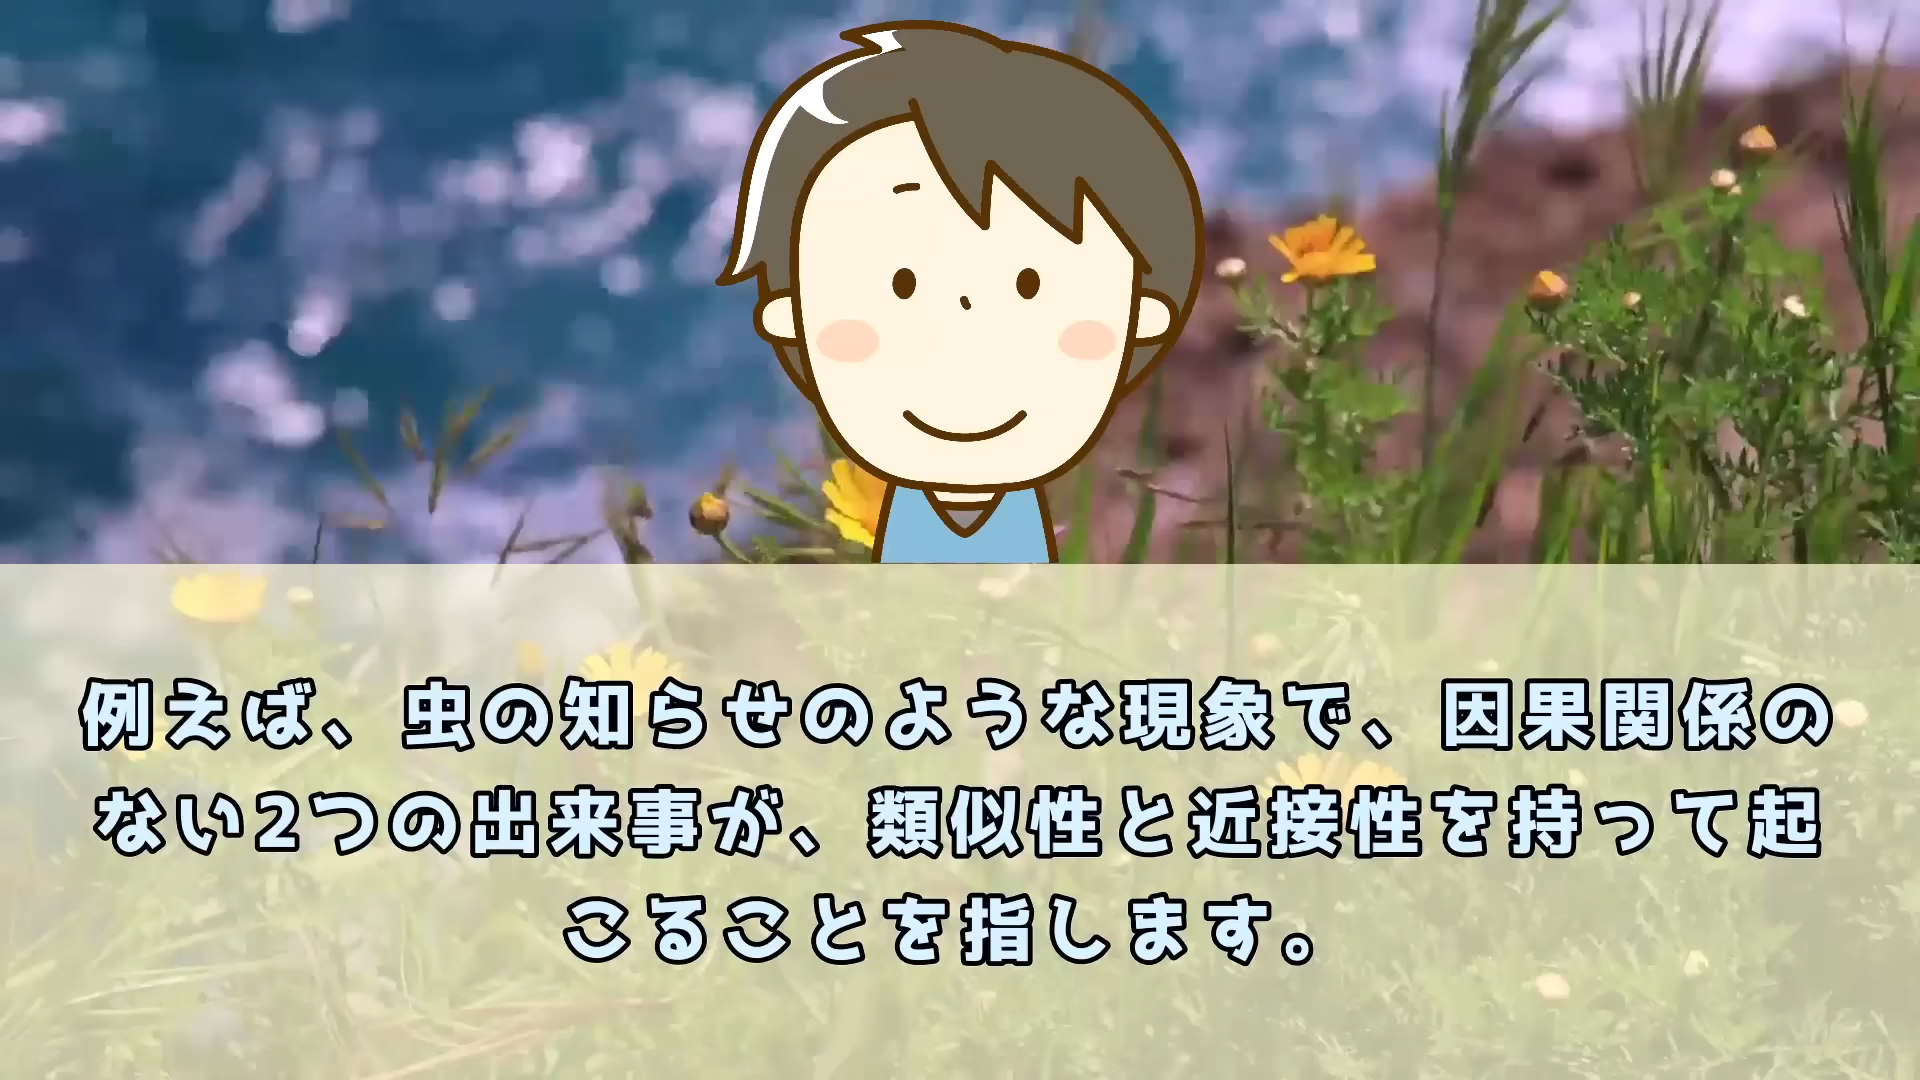 例えば、虫の知らせのような現象で、因果関係の
ない2つの出来事が、類似性と近接性を持って起
こることを指します。